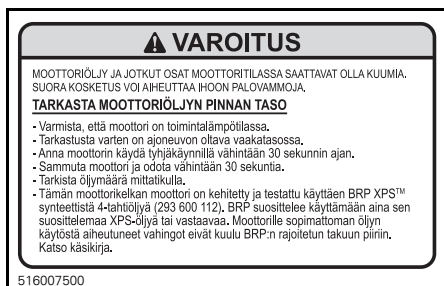 VAROITUS
MOOTTORIÖLJY JA JOTKUT OSAT MOOTTORITILASSA SAATTAVAT OLLA KUUMIA.
SUORA KOSKETUS VOI AIHEUTTAA IHOON PALOVAMMOJA.
TARKASTA MOOTTORIÖLJYN PINNAN TASO
- Varmista, että moottori on toimintalämpötilassa.
- Tarkastusta varten on ajoneuvon oltava vaakatasossa.
- Anna moottorin käydä tyhjäkäynnillä vähintään 30 sekunnin ajan.
- Sammuta moottori ja odota vähintään 30 sekuntia.
- Tarkista öljymäärä mittatikulla.
- Tämän moottorikelkan moottori on kehitetty ja testattu käyttäen BRP XPS™
synteettistä 4-tahtiöljyä (293 600 112). BRP suosittelee käyttämään aina sen
suosittelemaa XPS-öljyä tai vastaavaa. Moottorille sopimattoman öljyn
käytöstä aiheutuneet vahingot eivät kuulu BRP:n rajoitetun takuun piiriin.
Katso käsikirja.
516007500